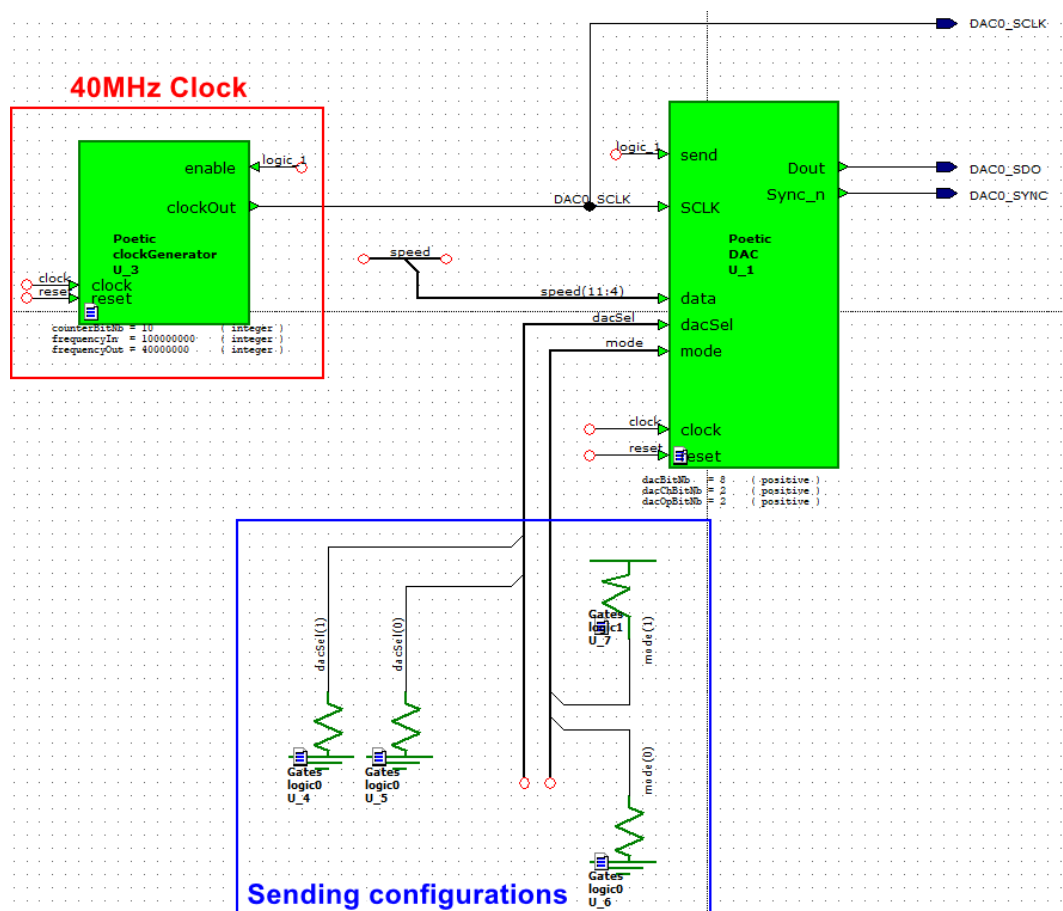 DAC0_SCLK
40MHz Clock
enable
logic_1
clockOut
Poetic
clockGenerator
U_3
clock
clock
reset
reset
counterBitNb = 10 ( integer )
frequencyIn = 100000000 ( integer )
frequencyOut = 40000000 ( integer )
logic_1
send
Dout
DAC0_SDO
Sync_n
DAC0_SYNC
DAC0_SCLK
SCLK
Poetic
DAC
U_1
speed
speed(11:4)
data
dacSel
dacSel
mode
mode
clock
clock
reset
reset
dacBitNb = 8 ( positive )
dacChBitNb = 2 ( positive )
dacOpBitNb = 2 ( positive )
dacSel(1)
dacSel(0)
Gates
logic1
U_7
mode(1)
mode(0)
Gates
logic0
U_4
Gates
logic0
U_5
Gates
logic0
U_6
Sending configurations